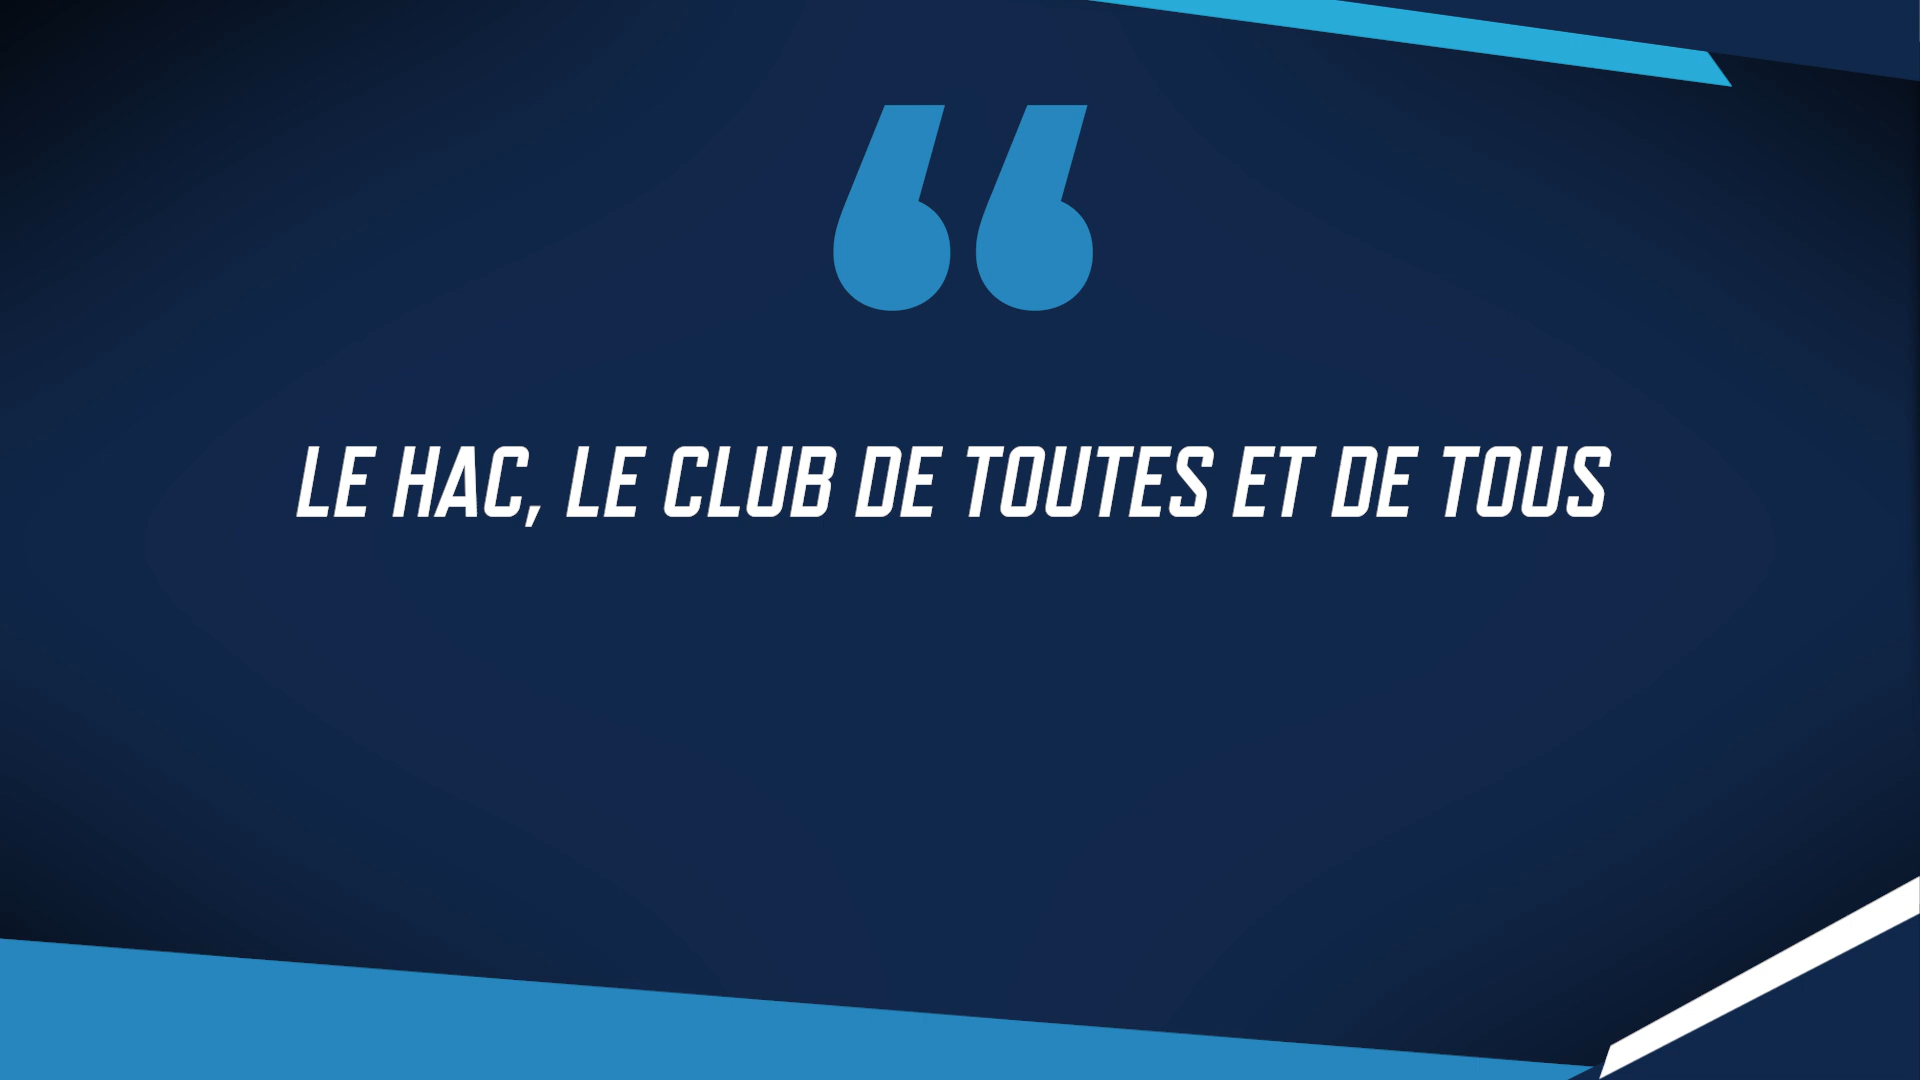 “
LE HAC, LE CLUB DE TOUTES ET DE TOUS